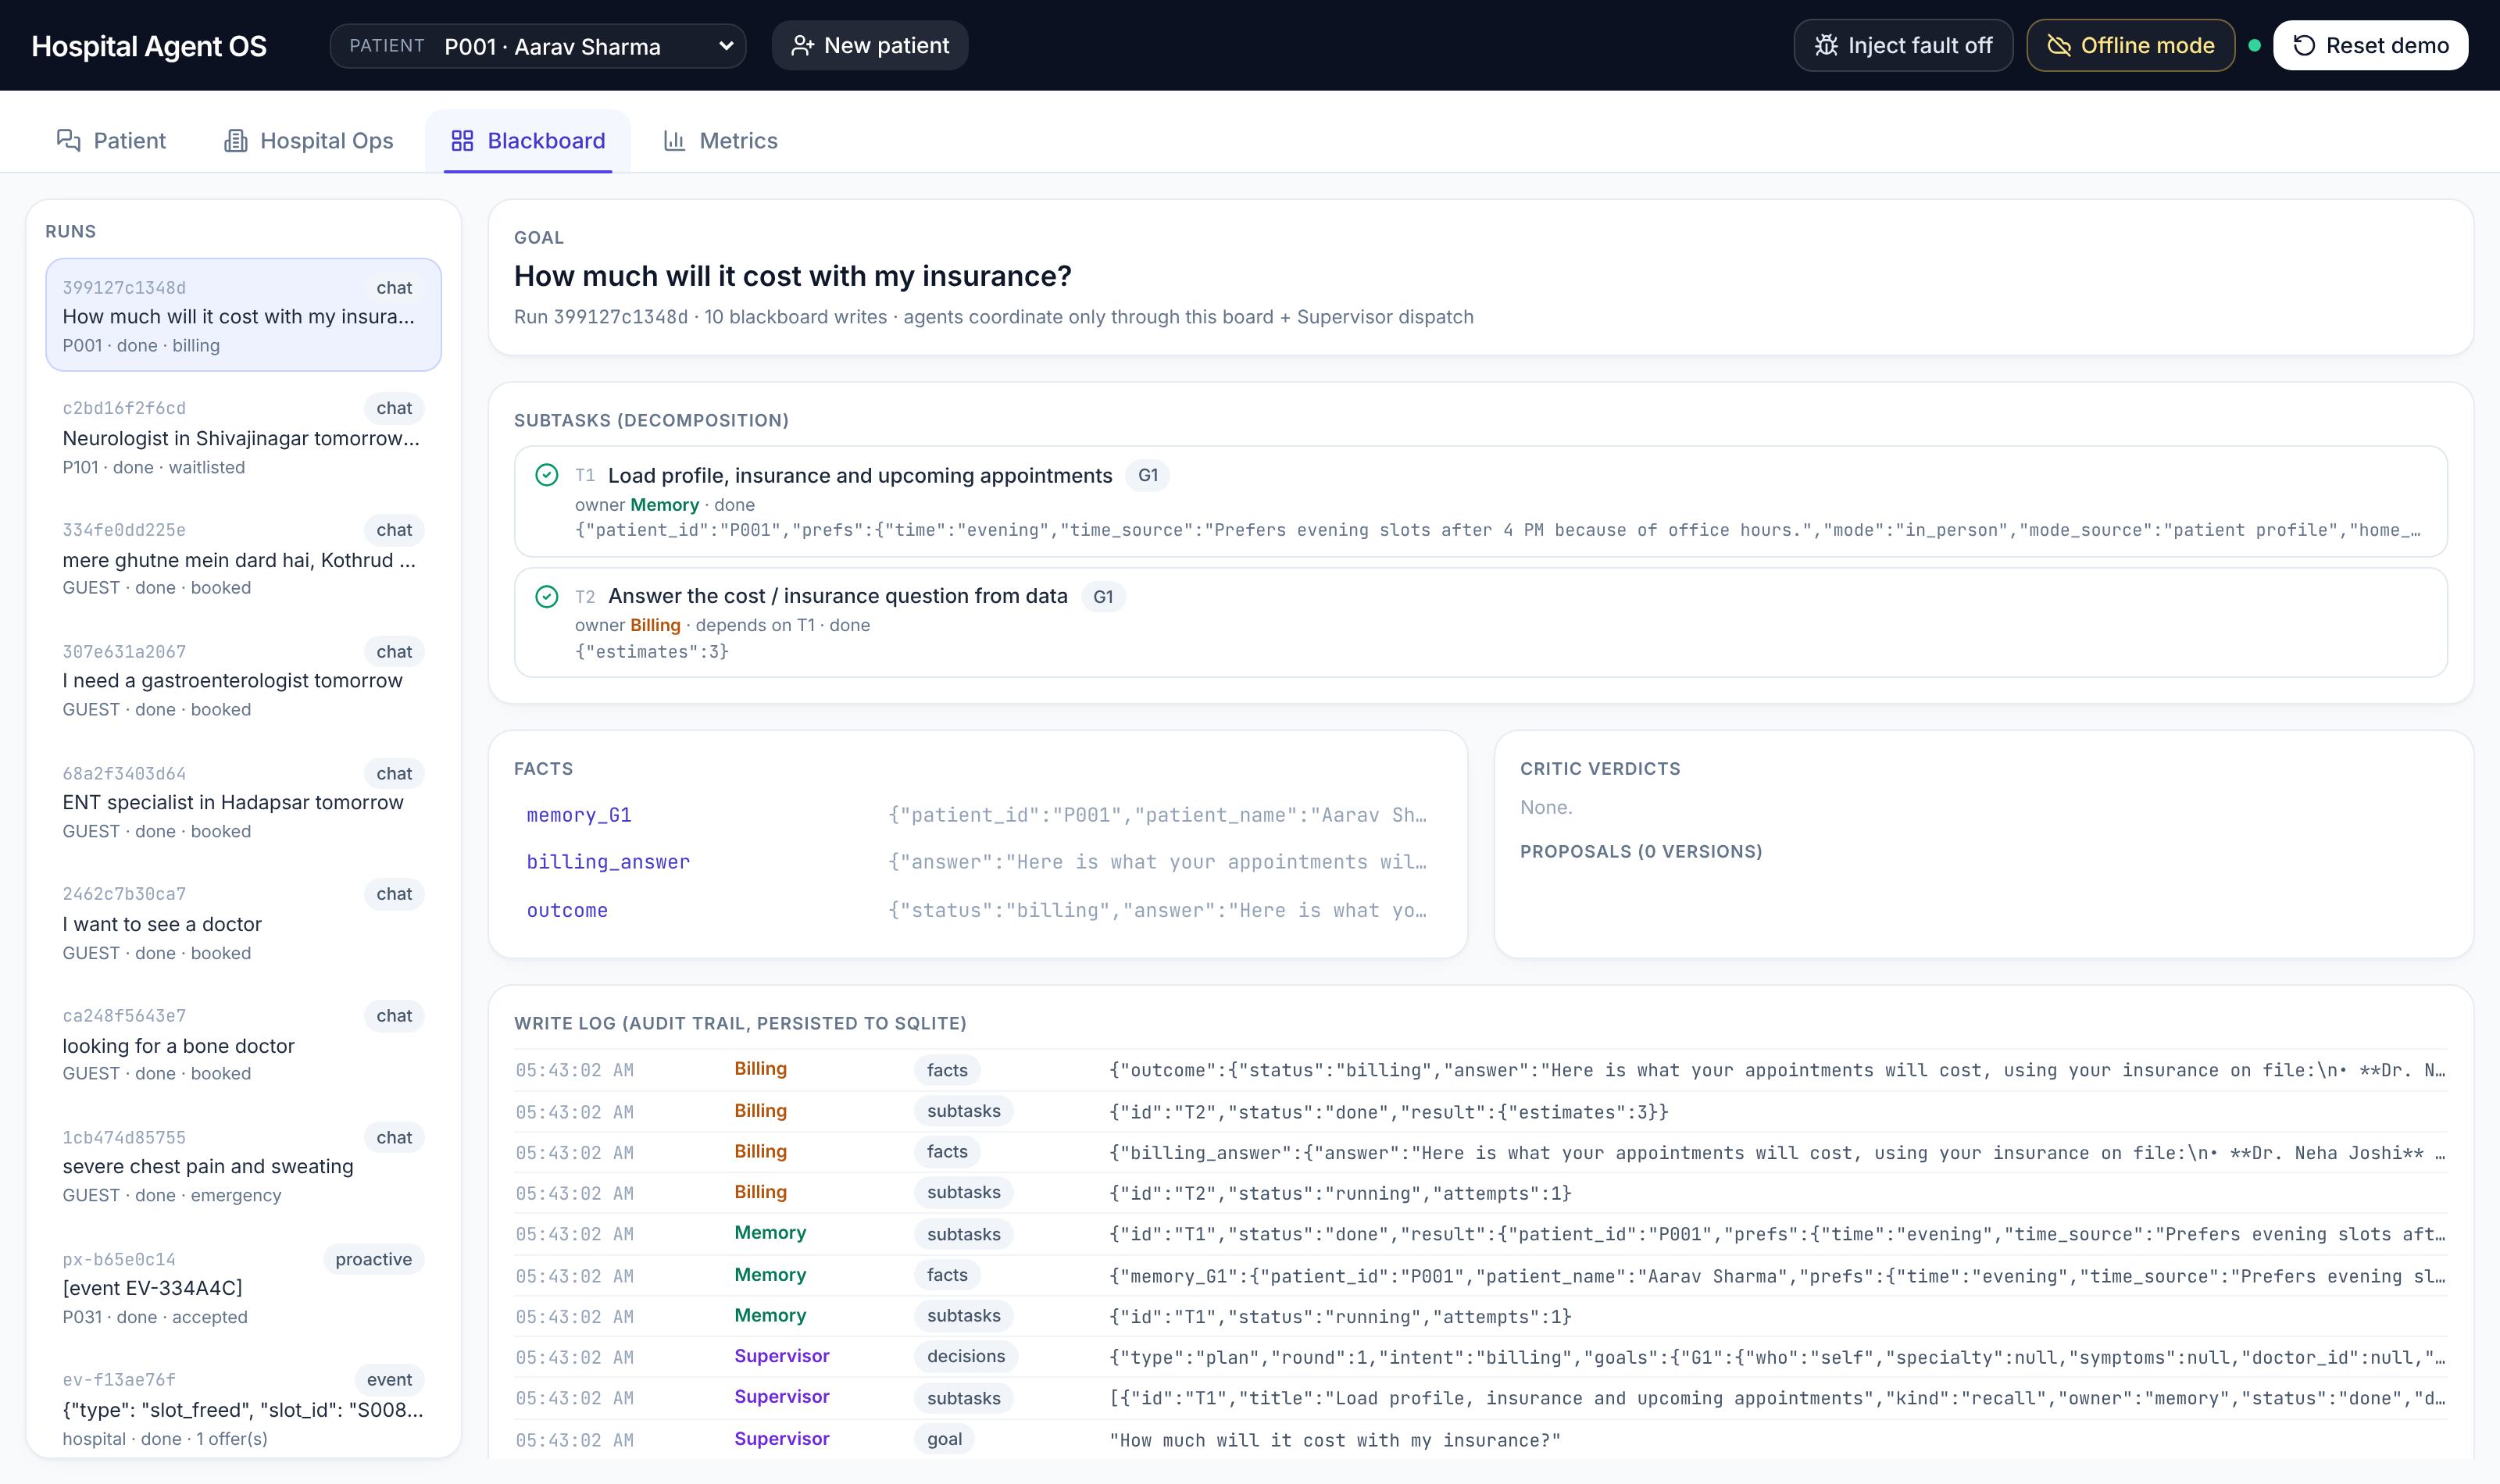 Hospital Agent OS
PATIENT P001 · Aarav Sharma
New patient
Inject fault off
Offline mode
Reset demo
Patient
Hospital Ops
Blackboard
Metrics
RUNS
399127c1348d chat
How much will it cost with my insura...
P001 · done · billing
c2bd16f2f6cd chat
Neurologist in Shivajinagar tomorrow...
P101 · done · waitlisted
334fe0dd225e chat
mere ghutne mein dard hai, Kothrud ...
GUEST · done · booked
307e631a2067 chat
I need a gastroenterologist tomorrow
GUEST · done · booked
68a2f3403d64 chat
ENT specialist in Hadapsar tomorrow
GUEST · done · booked
2462c7b30ca7 chat
I want to see a doctor
GUEST · done · booked
ca248f5643e7 chat
looking for a bone doctor
GUEST · done · booked
1cb474d85755 chat
severe chest pain and sweating
GUEST · done · emergency
px-b65e0c14 proactive
[event EV-334A4C]
P031 · done · accepted
ev-f13ae76f event
{"type": "slot_freed", "slot_id": "S008...
hospital · done · 1 offer(s)
GOAL
How much will it cost with my insurance?
Run 399127c1348d · 10 blackboard writes · agents coordinate only through this board + Supervisor dispatch
SUBTASKS (DECOMPOSITION)
T1 Load profile, insurance and upcoming appointments G1
owner Memory · done
{"patient_id":"P001","prefs":{"time":"evening","time_source":"Prefers evening slots after 4 PM because of office hours.","mode":"in_person","mode_source":"patient profile","home_…
T2 Answer the cost / insurance question from data G1
owner Billing · depends on T1 · done
{"estimates":3}
FACTS
memory_G1 {"patient_id":"P001","patient_name":"Aarav Sh…
billing_answer {"answer":"Here is what your appointments wil…
outcome {"status":"billing","answer":"Here is what yo…
CRITIC VERDICTS
None.
PROPOSALS (0 VERSIONS)
WRITE LOG (AUDIT TRAIL, PERSISTED TO SQLITE)
05:43:02 AM Billing facts {"outcome":{"status":"billing","answer":"Here is what your appointments will cost, using your insurance on file:\n• **Dr. N…
05:43:02 AM Billing subtasks {"id":"T2","status":"done","result":{"estimates":3}}
05:43:02 AM Billing facts {"billing_answer":{"answer":"Here is what your appointments will cost, using your insurance on file:\n• **Dr. Neha Joshi** …
05:43:02 AM Billing subtasks {"id":"T2","status":"running","attempts":1}
05:43:02 AM Memory subtasks {"id":"T1","status":"done","result":{"patient_id":"P001","prefs":{"time":"evening","time_source":"Prefers evening slots aft…
05:43:02 AM Memory facts {"memory_G1":{"patient_id":"P001","patient_name":"Aarav Sharma","prefs":{"time":"evening","time_source":"Prefers evening sl…
05:43:02 AM Memory subtasks {"id":"T1","status":"running","attempts":1}
05:43:02 AM Supervisor decisions {"type":"plan","round":1,"intent":"billing","goals":{"G1":{"who":"self","specialty":null,"symptoms":null,"doctor_id":null,"…
05:43:02 AM Supervisor subtasks [{"id":"T1","title":"Load profile, insurance and upcoming appointments","kind":"recall","owner":"memory","status":"done","d…
05:43:02 AM Supervisor goal "How much will it cost with my insurance?"